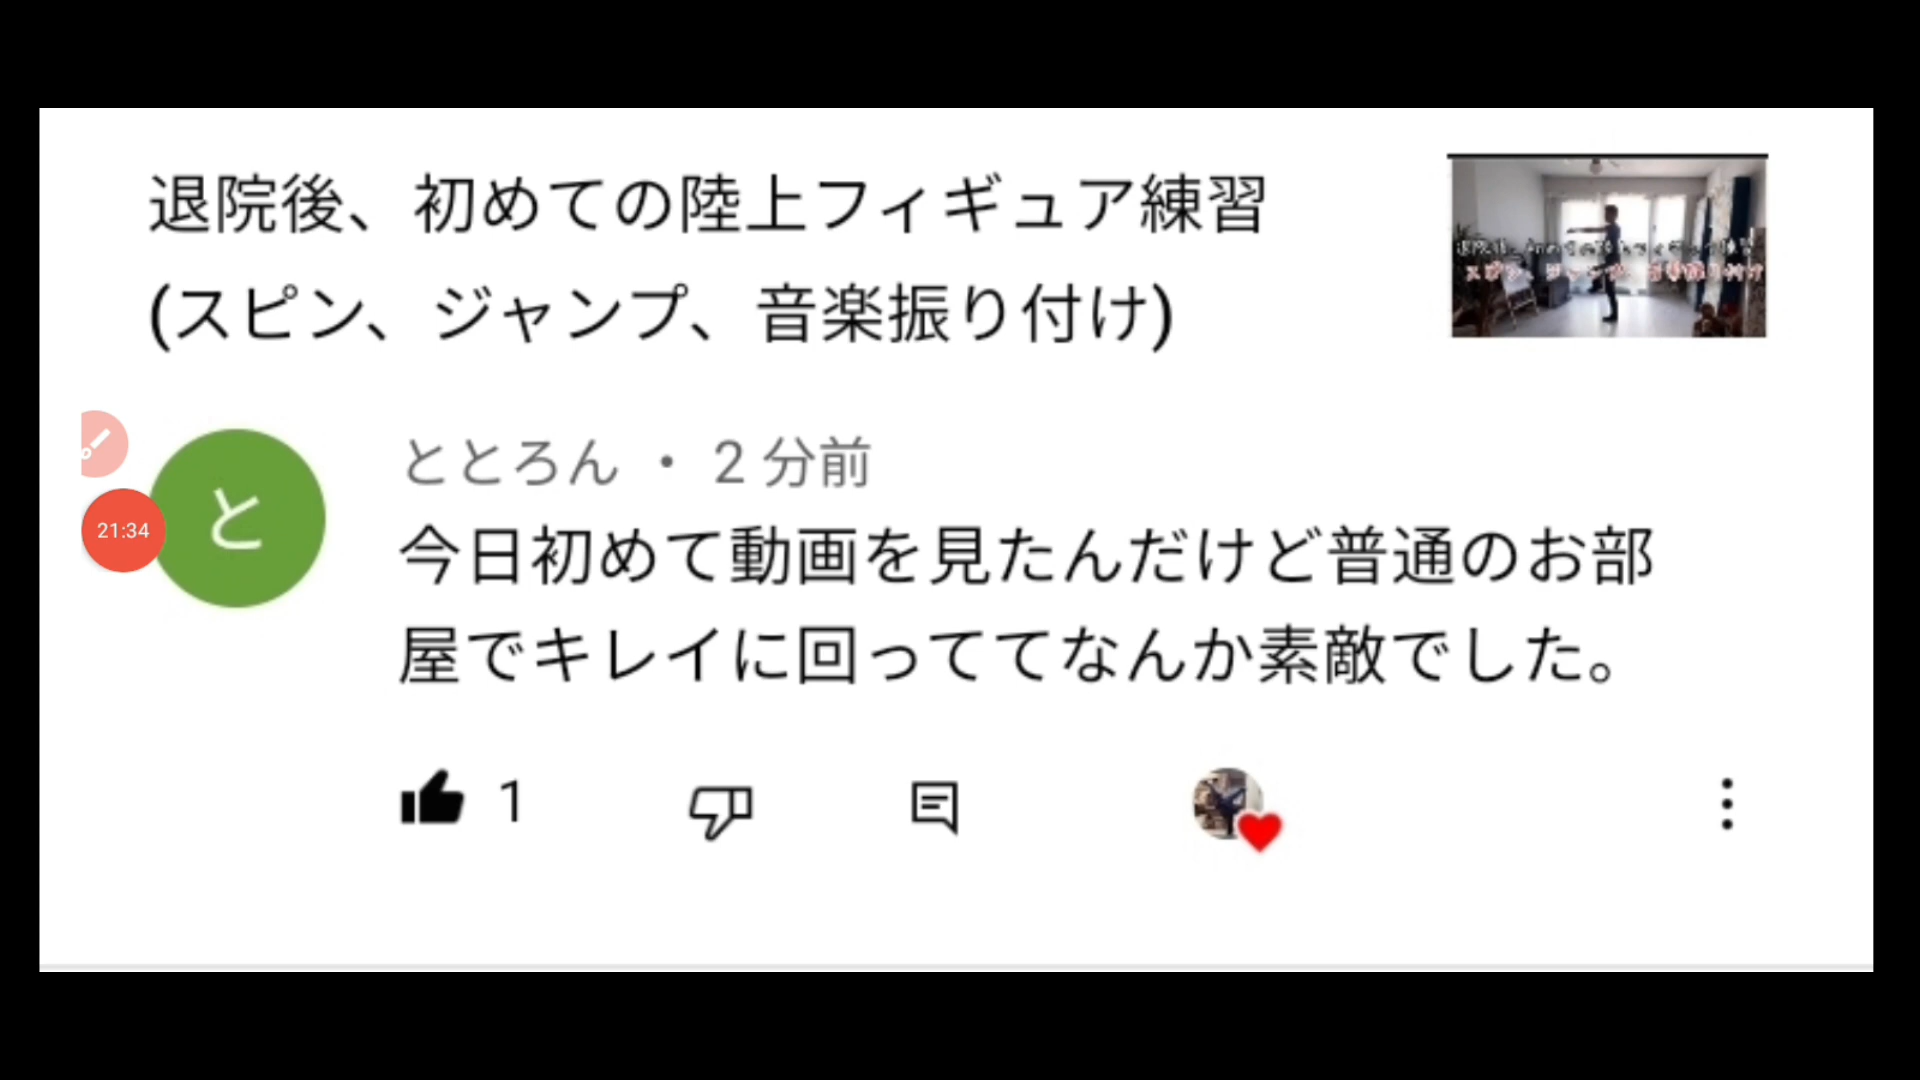 退院後、初めての陸上フィギュア練習
(スピン、ジャンプ、音楽振り付け)
ととろん ・ 2 分前
と
21:34
今日初めて動画を見たんだけど普通のお部
屋でキレイに回っててなんか素敵でした。
1